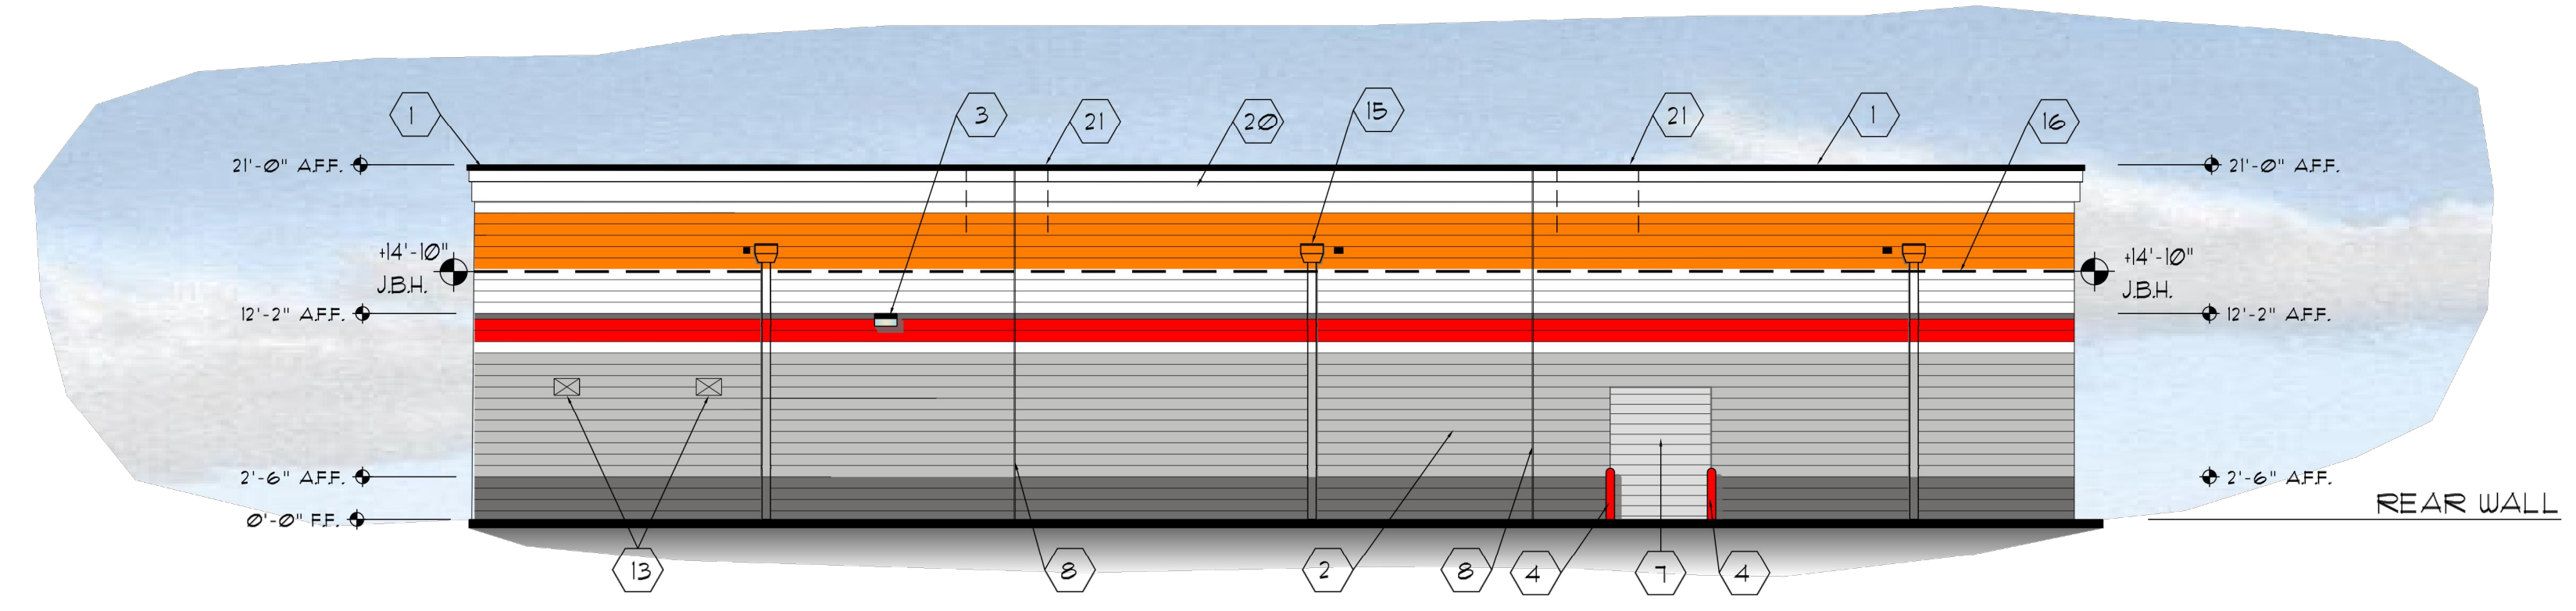 1
3
21
20
15
21
1
16
21'-0" A.F.F.
21'-0" A.F.F.
+14'-10"
J.B.H.
+14'-10"
J.B.H.
12'-2" A.F.F.
12'-2" A.F.F.
2'-6" A.F.F.
2'-6" A.F.F.
REAR WALL
0'-0" F.F.
13
8
2
8
4
7
4